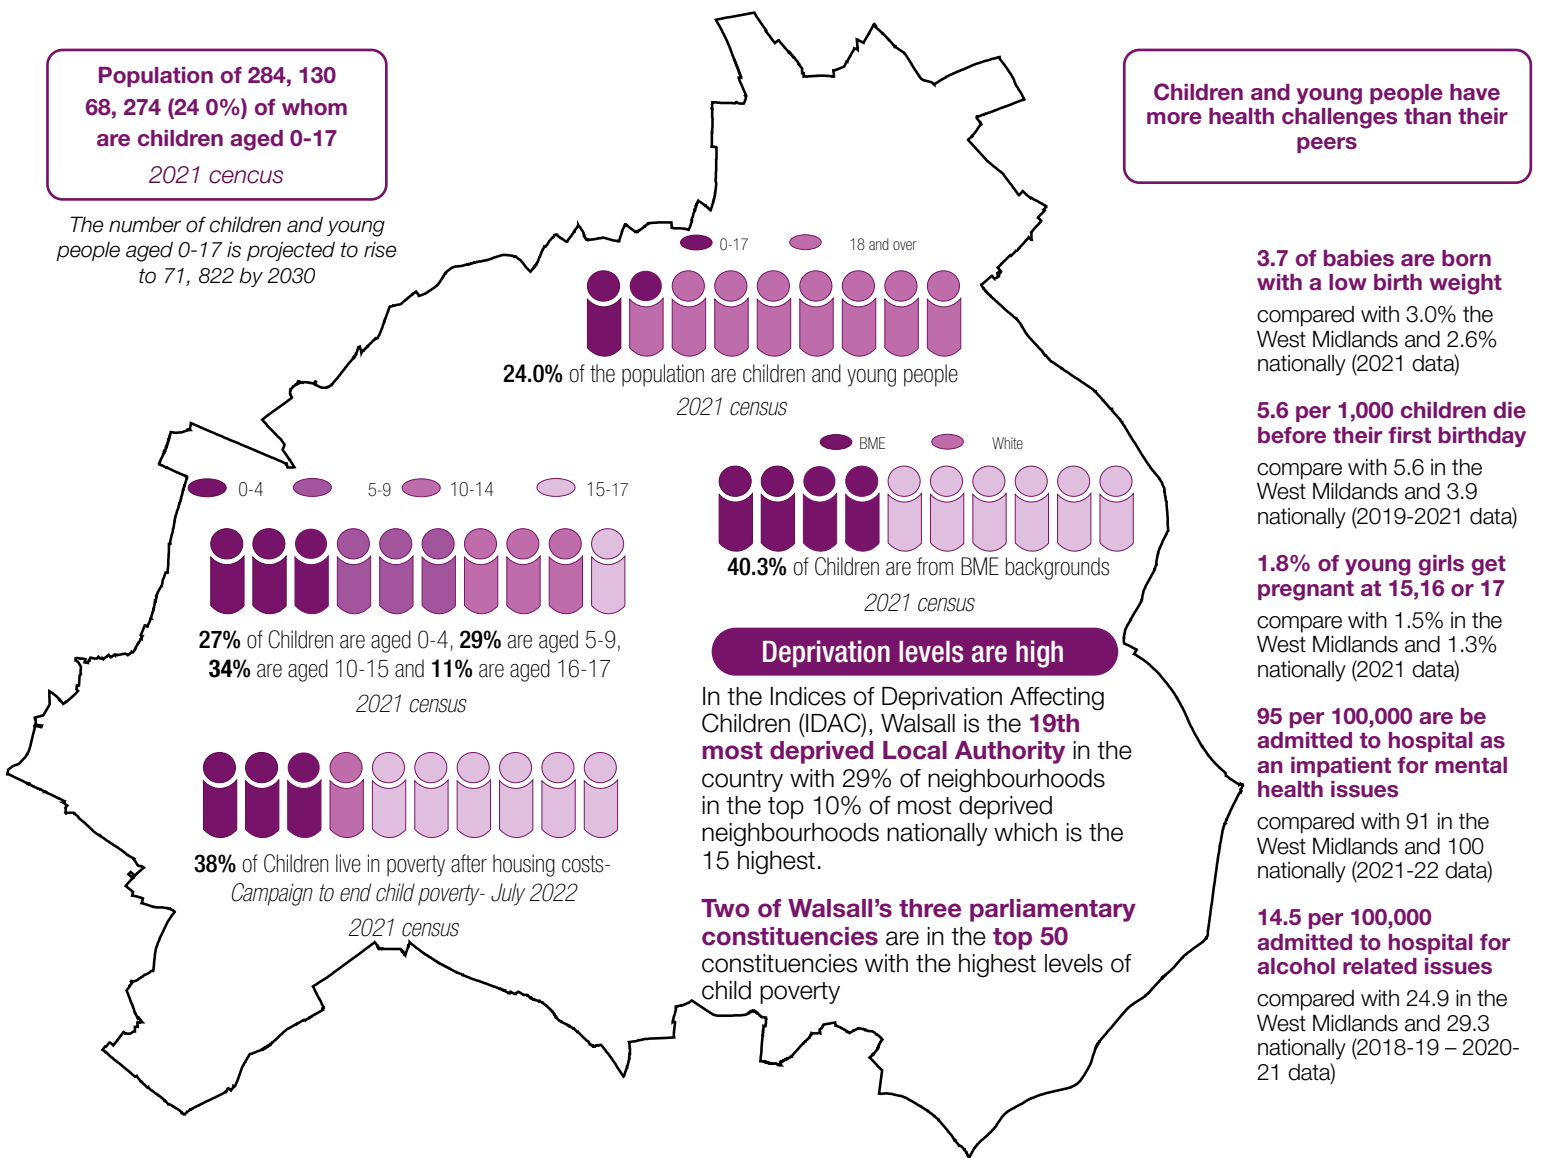 Population of 284, 130
68, 274 (24 0%) of whom
are children aged 0-17
2021 cencus
The number of children and young
people aged 0-17 is projected to rise
to 71, 822 by 2030
0-17 18 and over
24.0% of the population are children and young people
2021 census
BME White
40.3% of Children are from BME backgrounds
2021 census
0-4 5-9 10-14 15-17
27% of Children are aged 0-4, 29% are aged 5-9,
34% are aged 10-15 and 11% are aged 16-17
2021 census
38% of Children live in poverty after housing costs-
Campaign to end child poverty- July 2022
2021 census
Deprivation levels are high
In the Indices of Deprivation Affecting
Children (IDAC), Walsall is the 19th
most deprived Local Authority in the
country with 29% of neighbourhoods
in the top 10% of most deprived
neighbourhoods nationally which is the
15 highest.
Two of Walsall's three parliamentary
constituencies are in the top 50
constituencies with the highest levels of
child poverty
Children and young people have
more health challenges than their
peers
3.7 of babies are born
with a low birth weight
compared with 3.0% the
West Midlands and 2.6%
nationally (2021 data)
5.6 per 1,000 children die
before their first birthday
compare with 5.6 in the
West Mildands and 3.9
nationally (2019-2021 data)
1.8% of young girls get
pregnant at 15,16 or 17
compare with 1.5% in the
West Midlands and 1.3%
nationally (2021 data)
95 per 100,000 are be
admitted to hospital as
an impatient for mental
health issues
compared with 91 in the
West Midlands and 100
nationally (2021-22 data)
14.5 per 100,000
admitted to hospital for
alcohol related issues
compared with 24.9 in the
West Midlands and 29.3
nationally (2018-19 – 2020-
21 data)